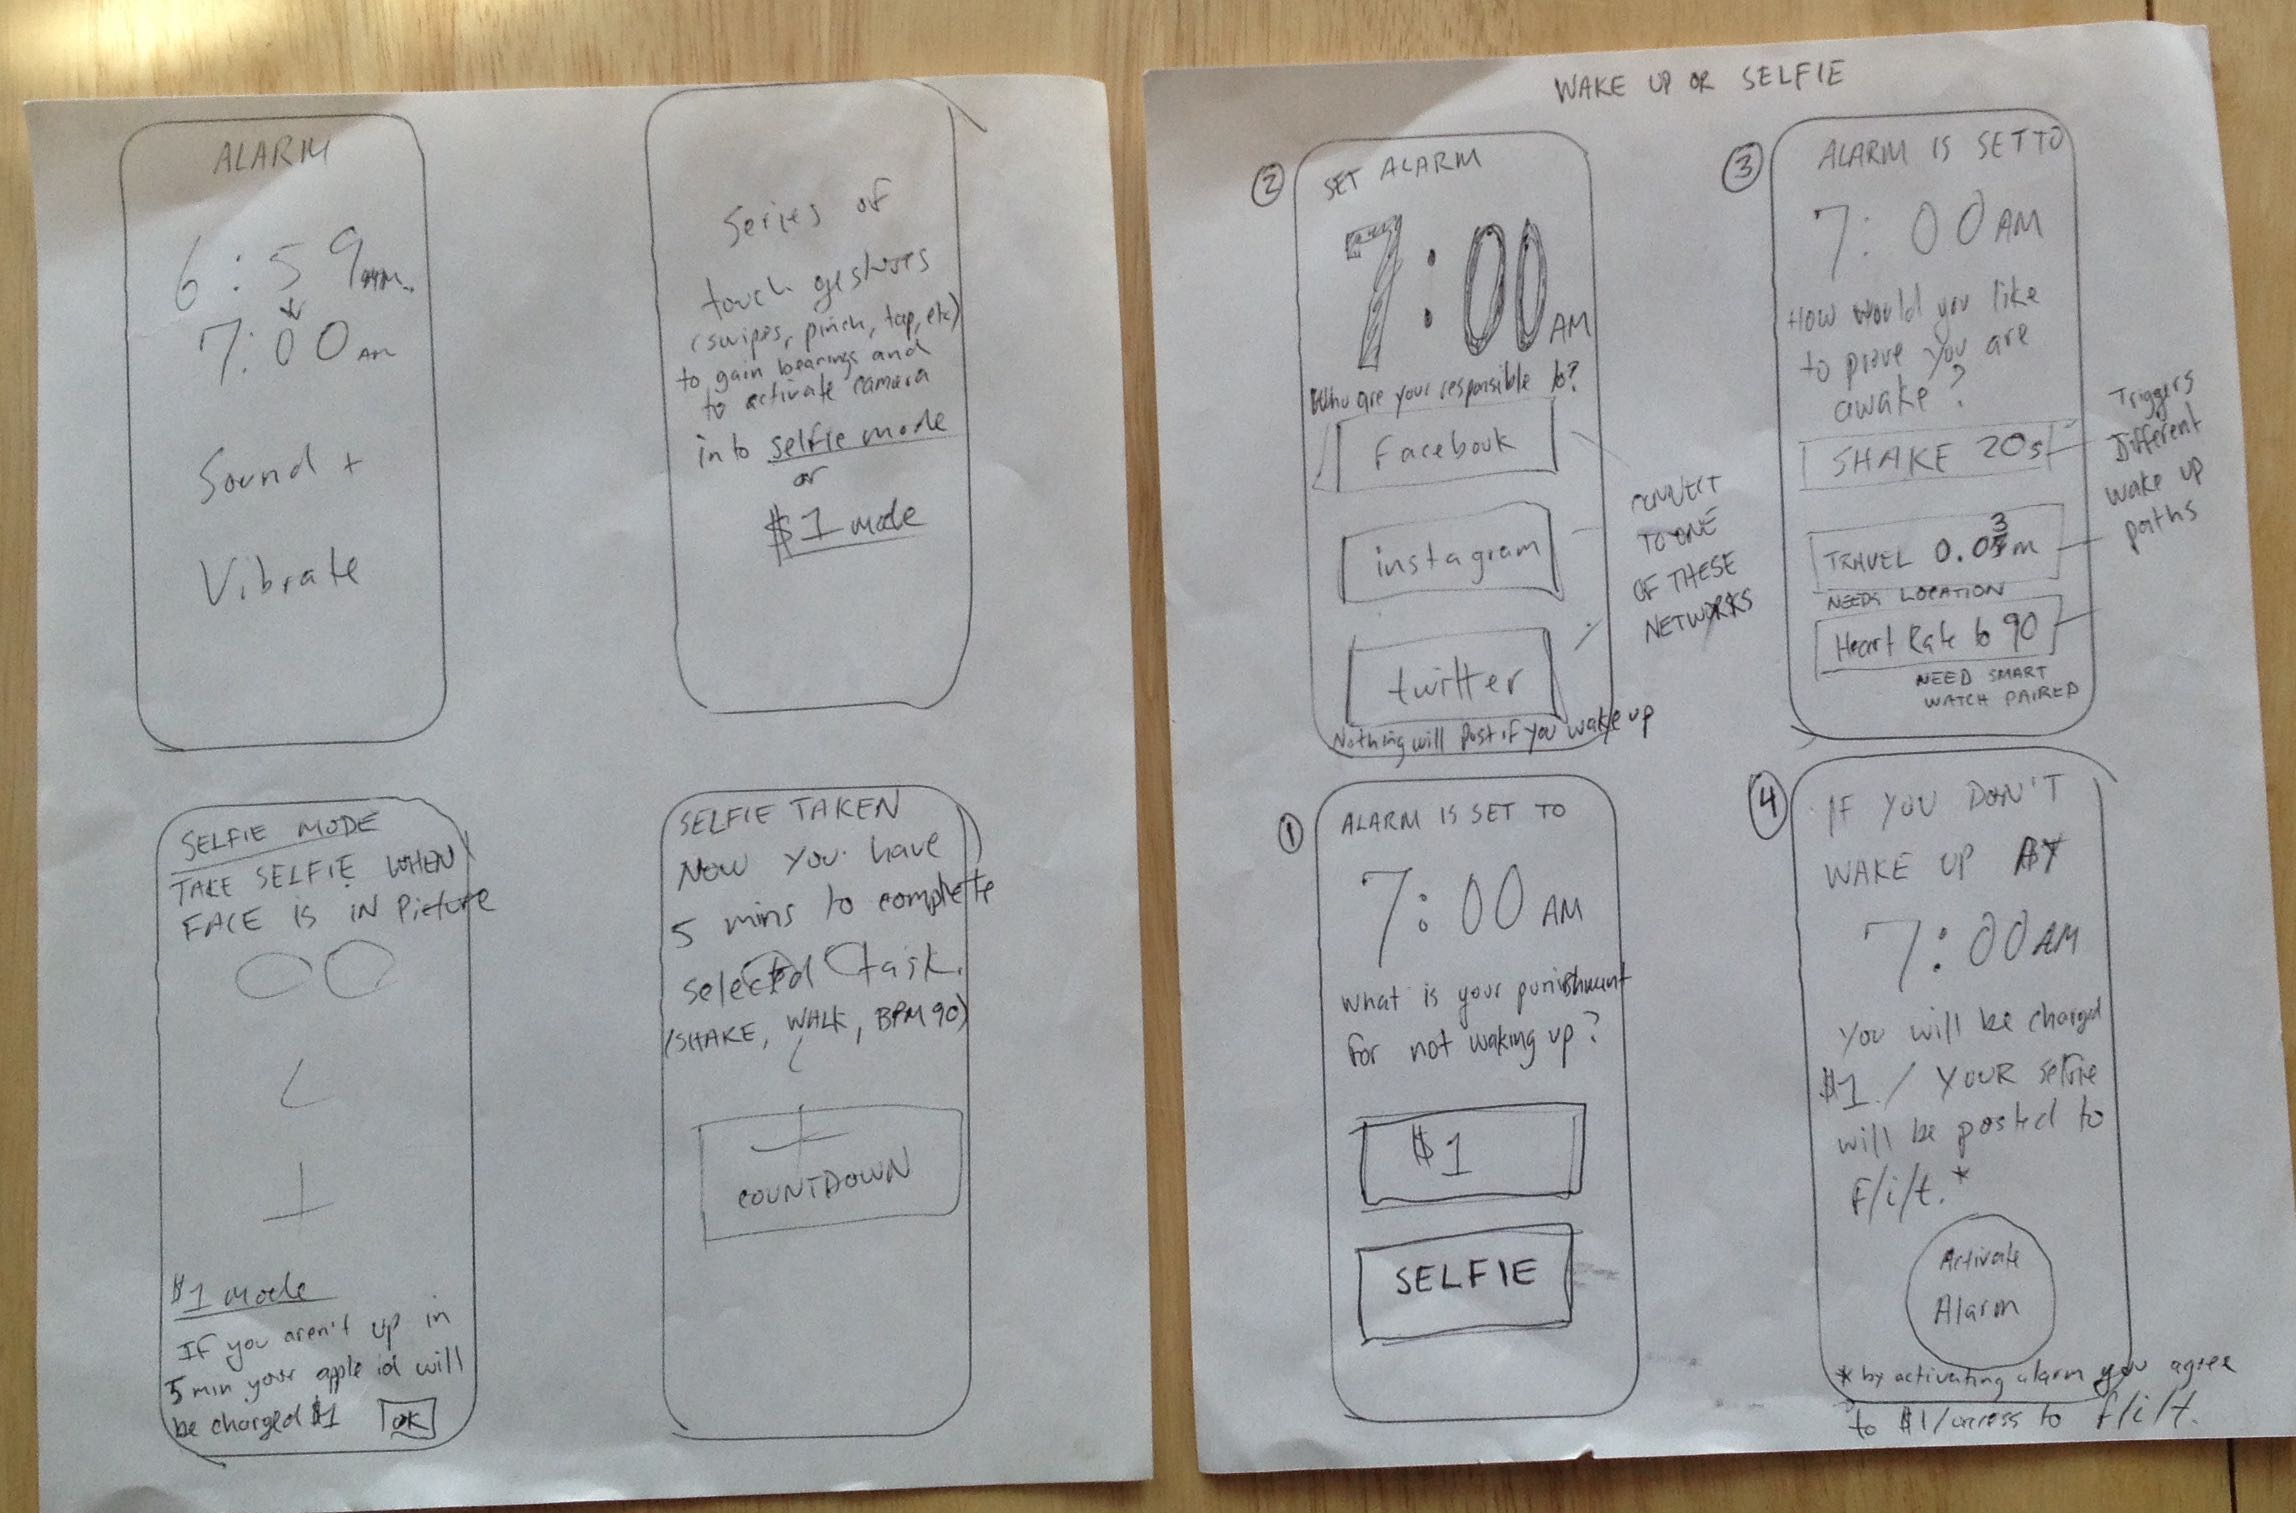 ALARM
6:59 AM
7:00 AM
Sound +
Vibrate
Series of
touch gestures
(swipes, pinch, tap, etc)
to gain bearings and
to activate camera
into selfie mode
or
$1 mode
SELFIE MODE
TAKE SELFIE WHEN
FACE IS IN Picture
$1 mode
If you aren't up in
5 min your apple id will
be charged $1 OK
SELFIE TAKEN
NOW you have
5 mins to complete
selected task.
(SHAKE, WALK, BPM 90)
COUNTDOWN
WAKE UP OR SELFIE
2
SET ALARM
7:00 AM
Who are your responsible to?
Facebook
instagram
twitter
Nothing will Post if you wake up
CONNECT
TO ONE
OF THESE
NETWORKS
3
ALARM IS SET TO
7:00 AM
How would you like
to prove you are
awake?
SHAKE 20s
TRAVEL 0.03m
NEEDS LOCATION
Heart Rate to 90
NEED SMART
WATCH PAIRED
Triggers
Different
wake up
paths
1
ALARM IS SET TO
7:00 AM
What is your punishment
for not waking up?
$1
SELFIE
4
IF YOU DON'T
WAKE UP
7:00 AM
You will be charged
$1 / YOUR selfie
will be posted to
F/i/t.*
Activate
Alarm
* by activating alarm you agree
to $1/access to f/i/t.